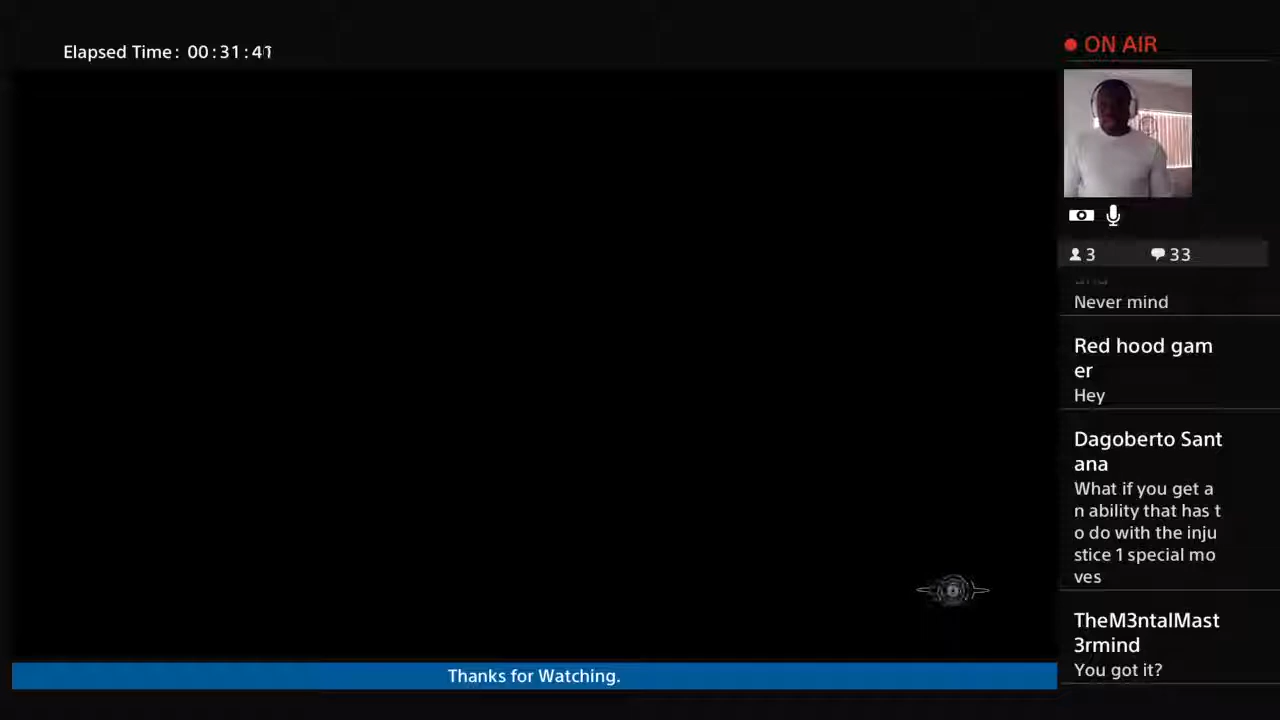 Elapsed Time: 00:31:41
ON AIR
3 33
Never mind
Red hood gam
er
Hey
Dagoberto Sant
ana
What if you get a
n ability that has t
o do with the inju
stice 1 special mo
ves
TheM3ntalMast
3rmind
You got it?
Thanks for Watching.